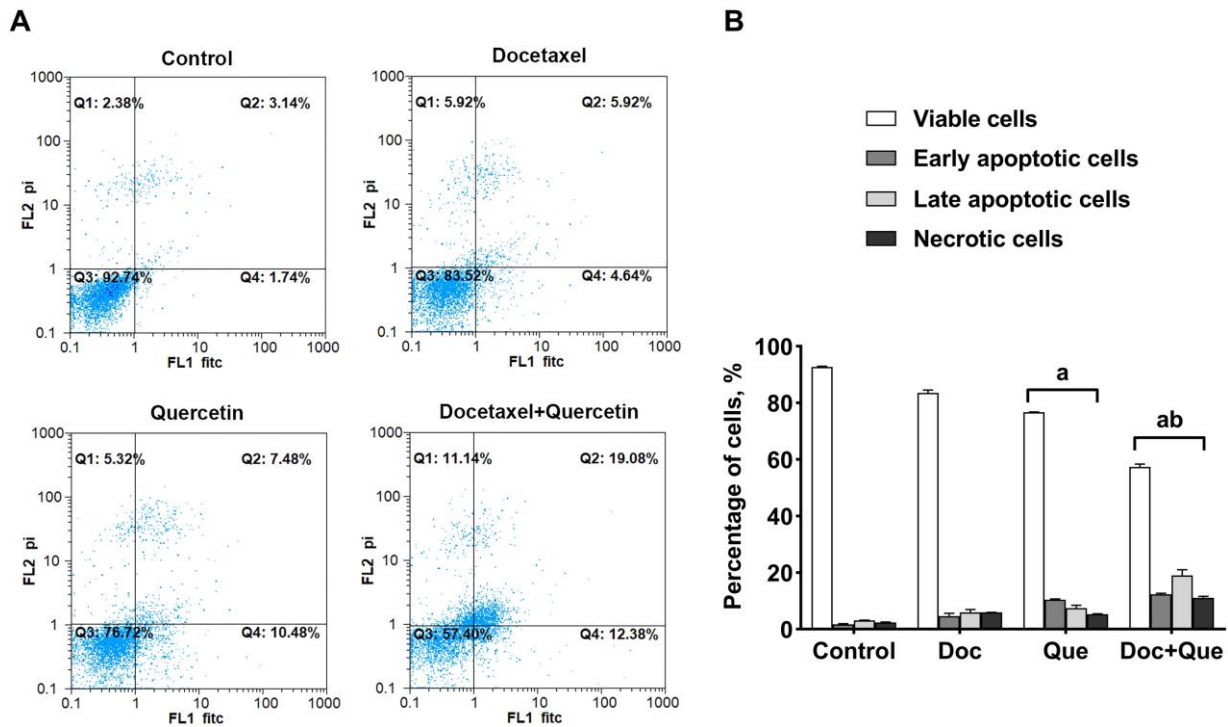 A
Control
1000
100
10
1
0.1
FL2 pi
Q1: 2.38%
Q2: 3.14%
Q3: 92.74%
Q4: 1.74%
0.1 1 10 100 1000
FL1 fitc
Docetaxel
1000
100
10
1
0.1
FL2 pi
Q1: 5.92%
Q2: 5.92%
Q3: 83.52%
Q4: 4.64%
0.1 1 10 100 1000
FL1 fitc
Quercetin
1000
100
10
1
0.1
FL2 pi
Q1: 5.32%
Q2: 7.48%
Q3: 76.72%
Q4: 10.48%
0.1 1 10 100 1000
FL1 fitc
Docetaxel+Quercetin
1000
100
10
1
0.1
FL2 pi
Q1: 11.14%
Q2: 19.08%
Q3: 57.40%
Q4: 12.38%
0.1 1 10 100 1000
FL1 fitc
B
Viable cells
Early apoptotic cells
Late apoptotic cells
Necrotic cells
Percentage of cells, %
100
80
60
40
20
0
a
ab
Control Doc Que Doc+Que